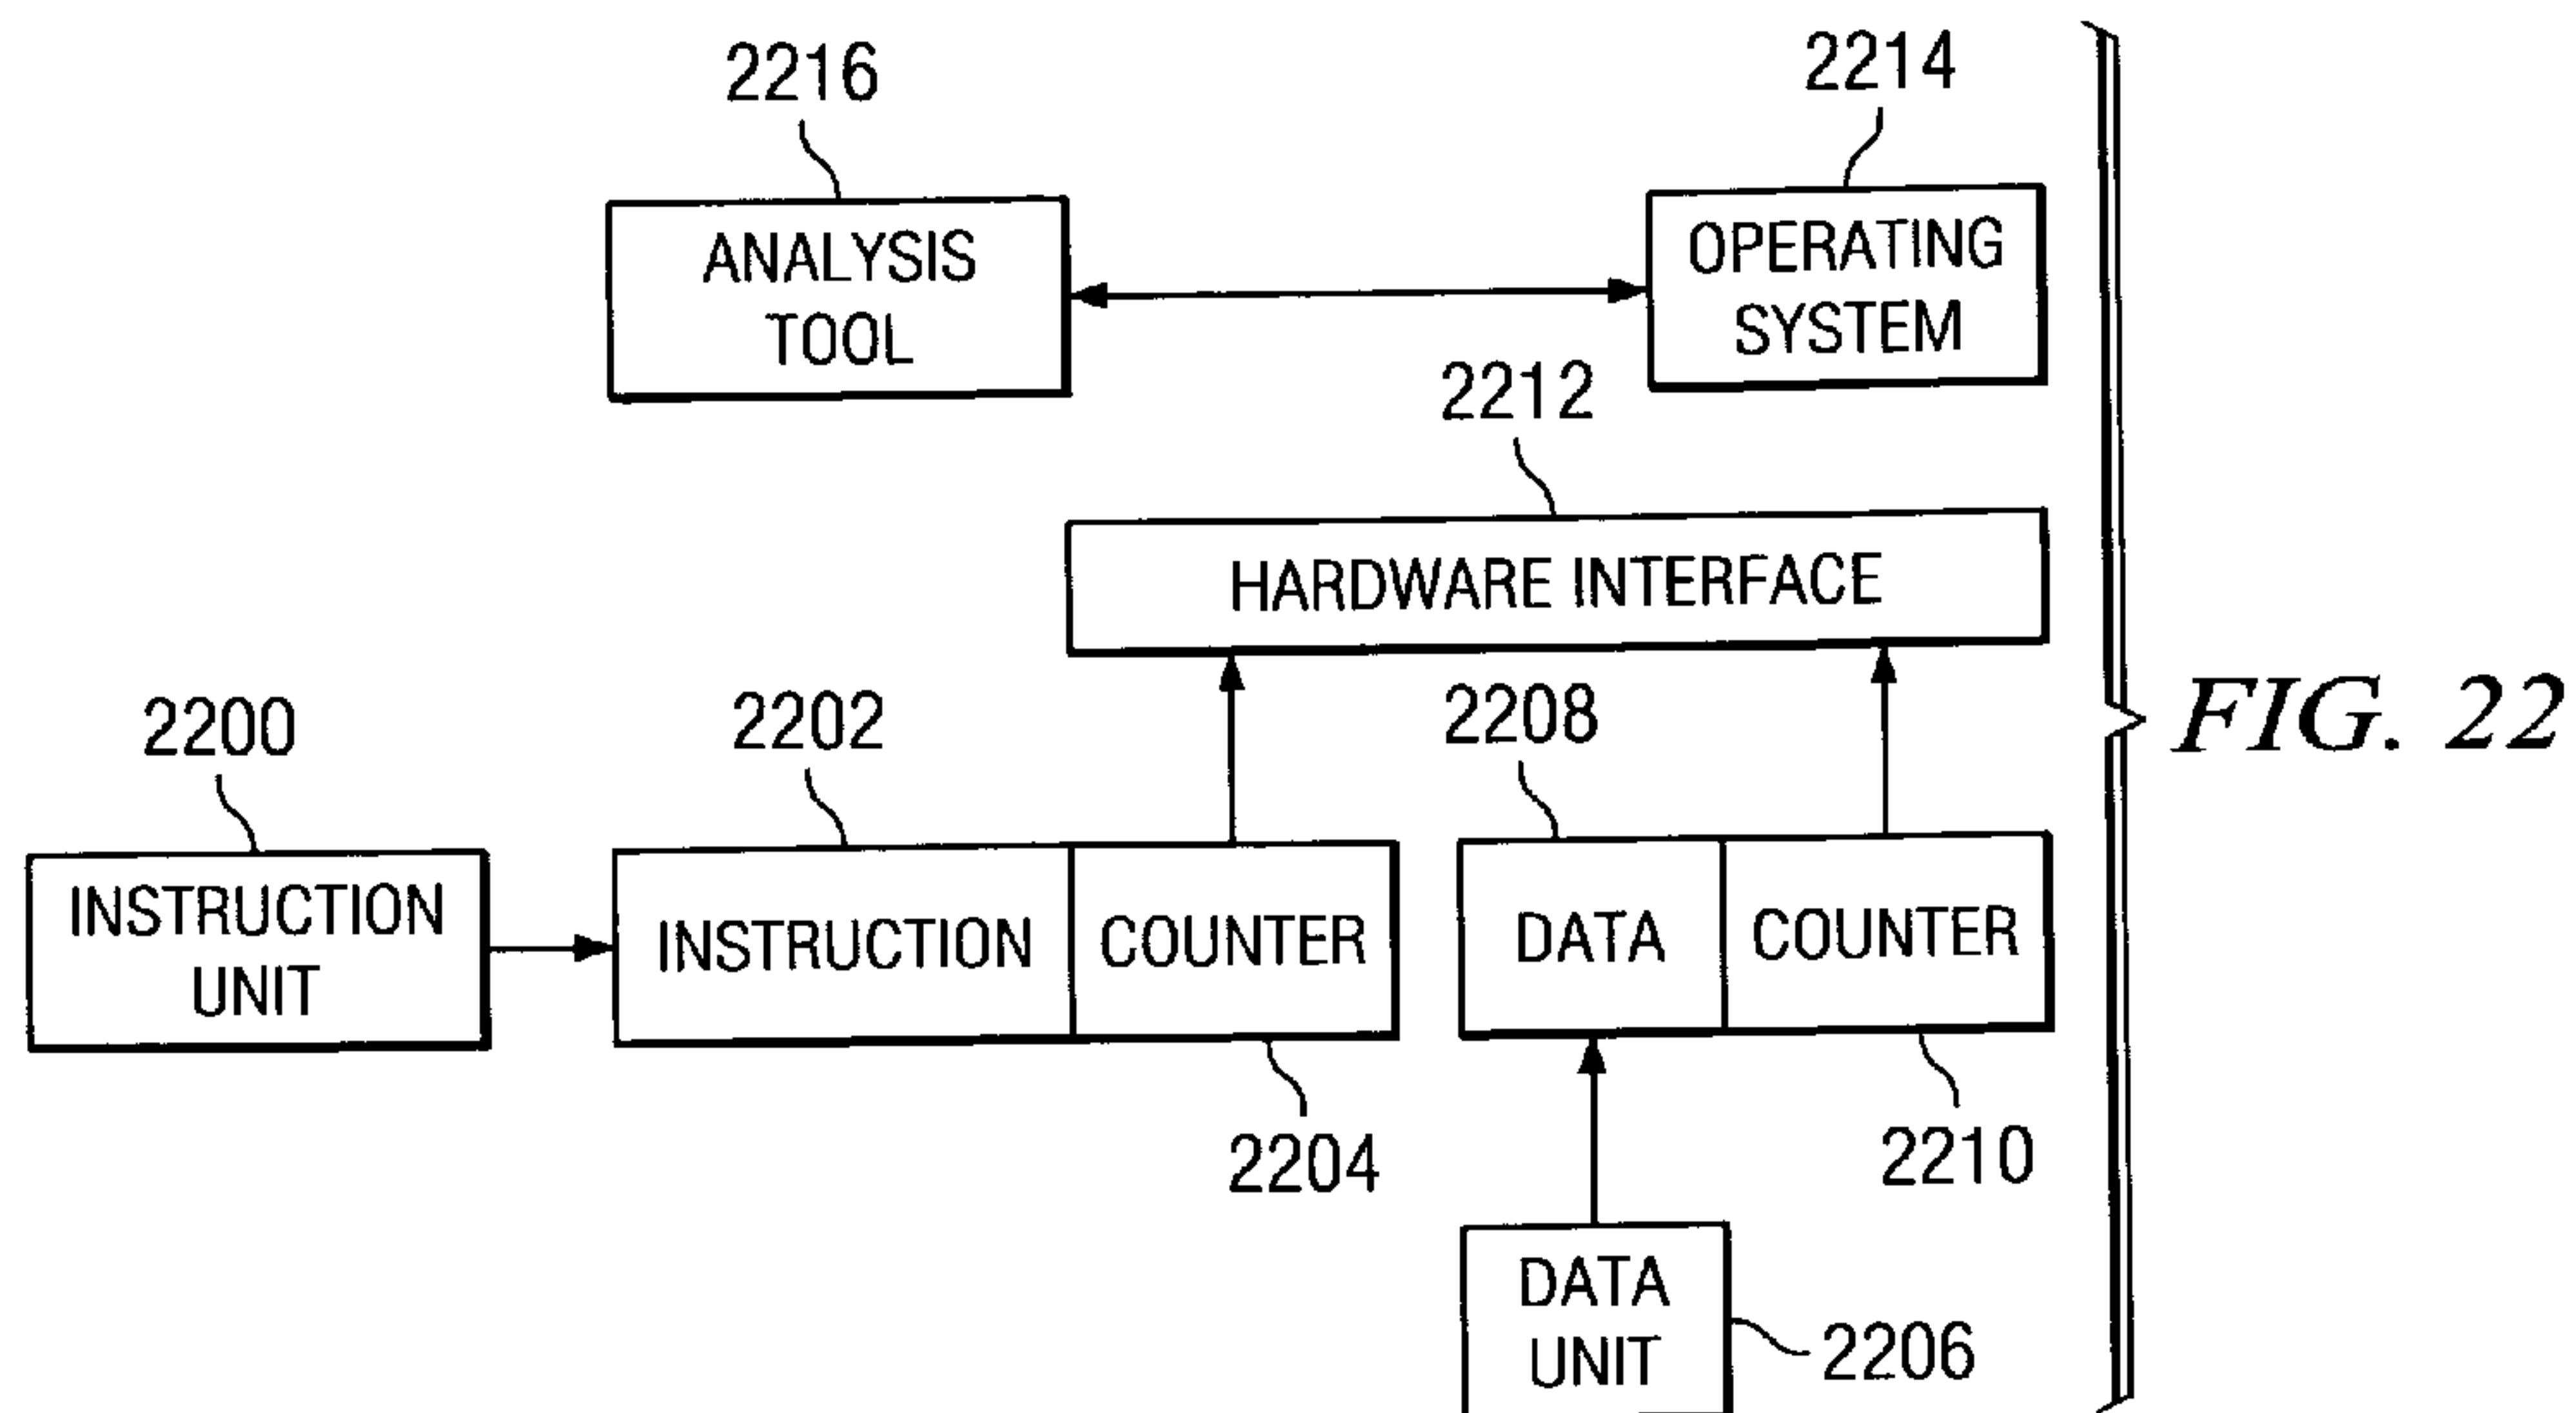 2216
2214
ANALYSIS
TOOL
OPERATING
SYSTEM
2212
HARDWARE INTERFACE
2200
2202
2208
INSTRUCTION
UNIT
INSTRUCTION
COUNTER
DATA
COUNTER
2204
2210
DATA
UNIT
2206
FIG. 22